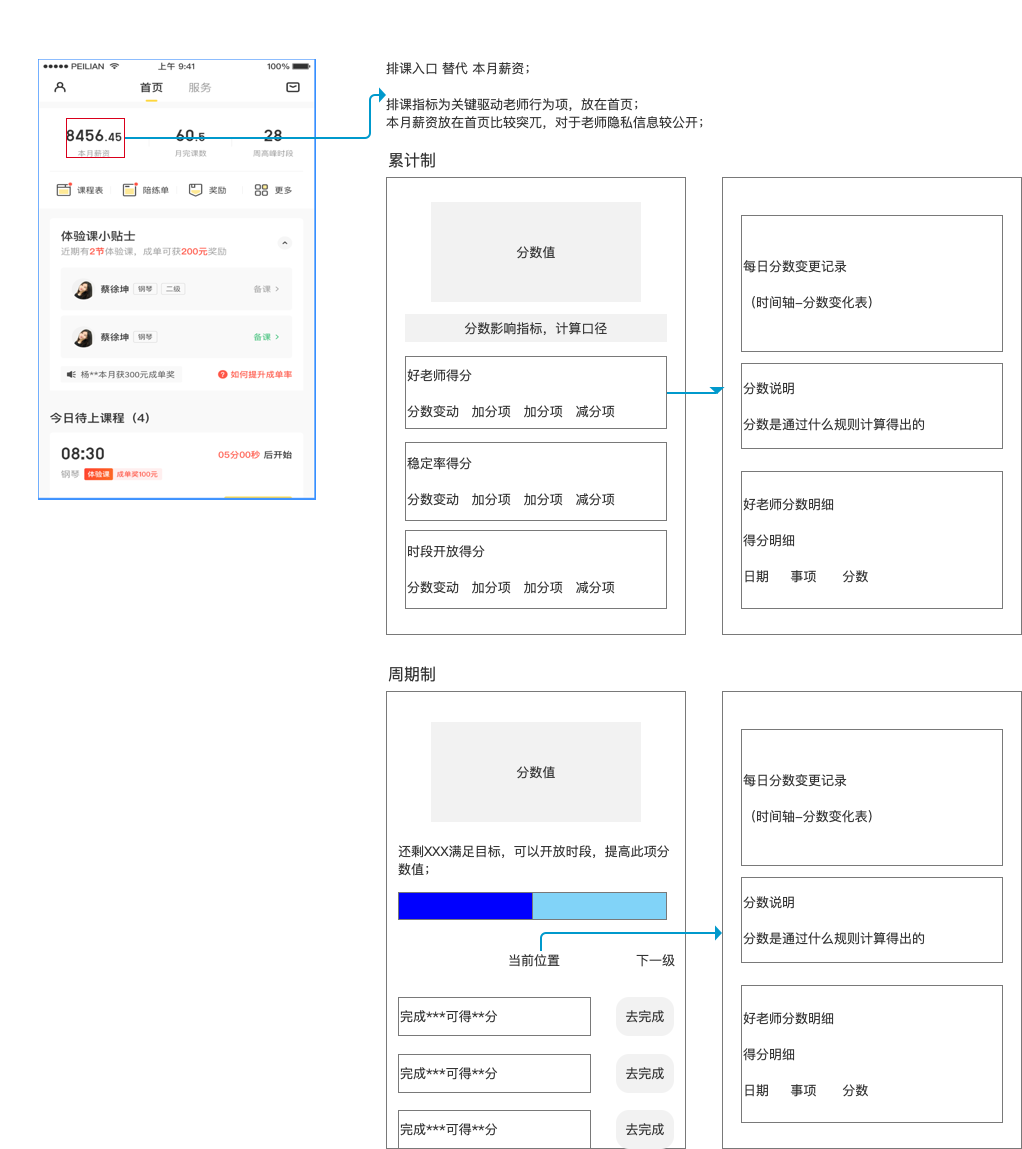 PEILIAN
上午 9:41
100%
首页
服务
8456.45
60.5
28
本月薪资
月完课数
周高峰时段
课程表
陪练单
奖励
更多
体验课小贴士
近期有2节体验课，成单可获200元奖励
蔡徐坤 钢琴 二级 备课 >
蔡徐坤 钢琴 备课 >
杨**本月获300元成单奖
? 如何提升成单率
今日待上课程（4）
08:30
05分00秒 后开始
钢琴 体验课 成单奖100元
排课入口 替代 本月薪资；
排课指标为关键驱动老师行为项，放在首页；
本月薪资放在首页比较突兀，对于老师隐私信息较公开；
累计制
分数值
分数影响指标，计算口径
好老师得分
分数变动 加分项 加分项 减分项
稳定率得分
分数变动 加分项 加分项 减分项
时段开放得分
分数变动 加分项 加分项 减分项
每日分数变更记录
（时间轴–分数变化表）
分数说明
分数是通过什么规则计算得出的
好老师分数明细
得分明细
日期 事项 分数
周期制
分数值
还剩XXX满足目标，可以开放时段，提高此项分
数值；
当前位置
下一级
完成***可得**分
去完成
完成***可得**分
去完成
完成***可得**分
去完成
每日分数变更记录
（时间轴–分数变化表）
分数说明
分数是通过什么规则计算得出的
好老师分数明细
得分明细
日期 事项 分数